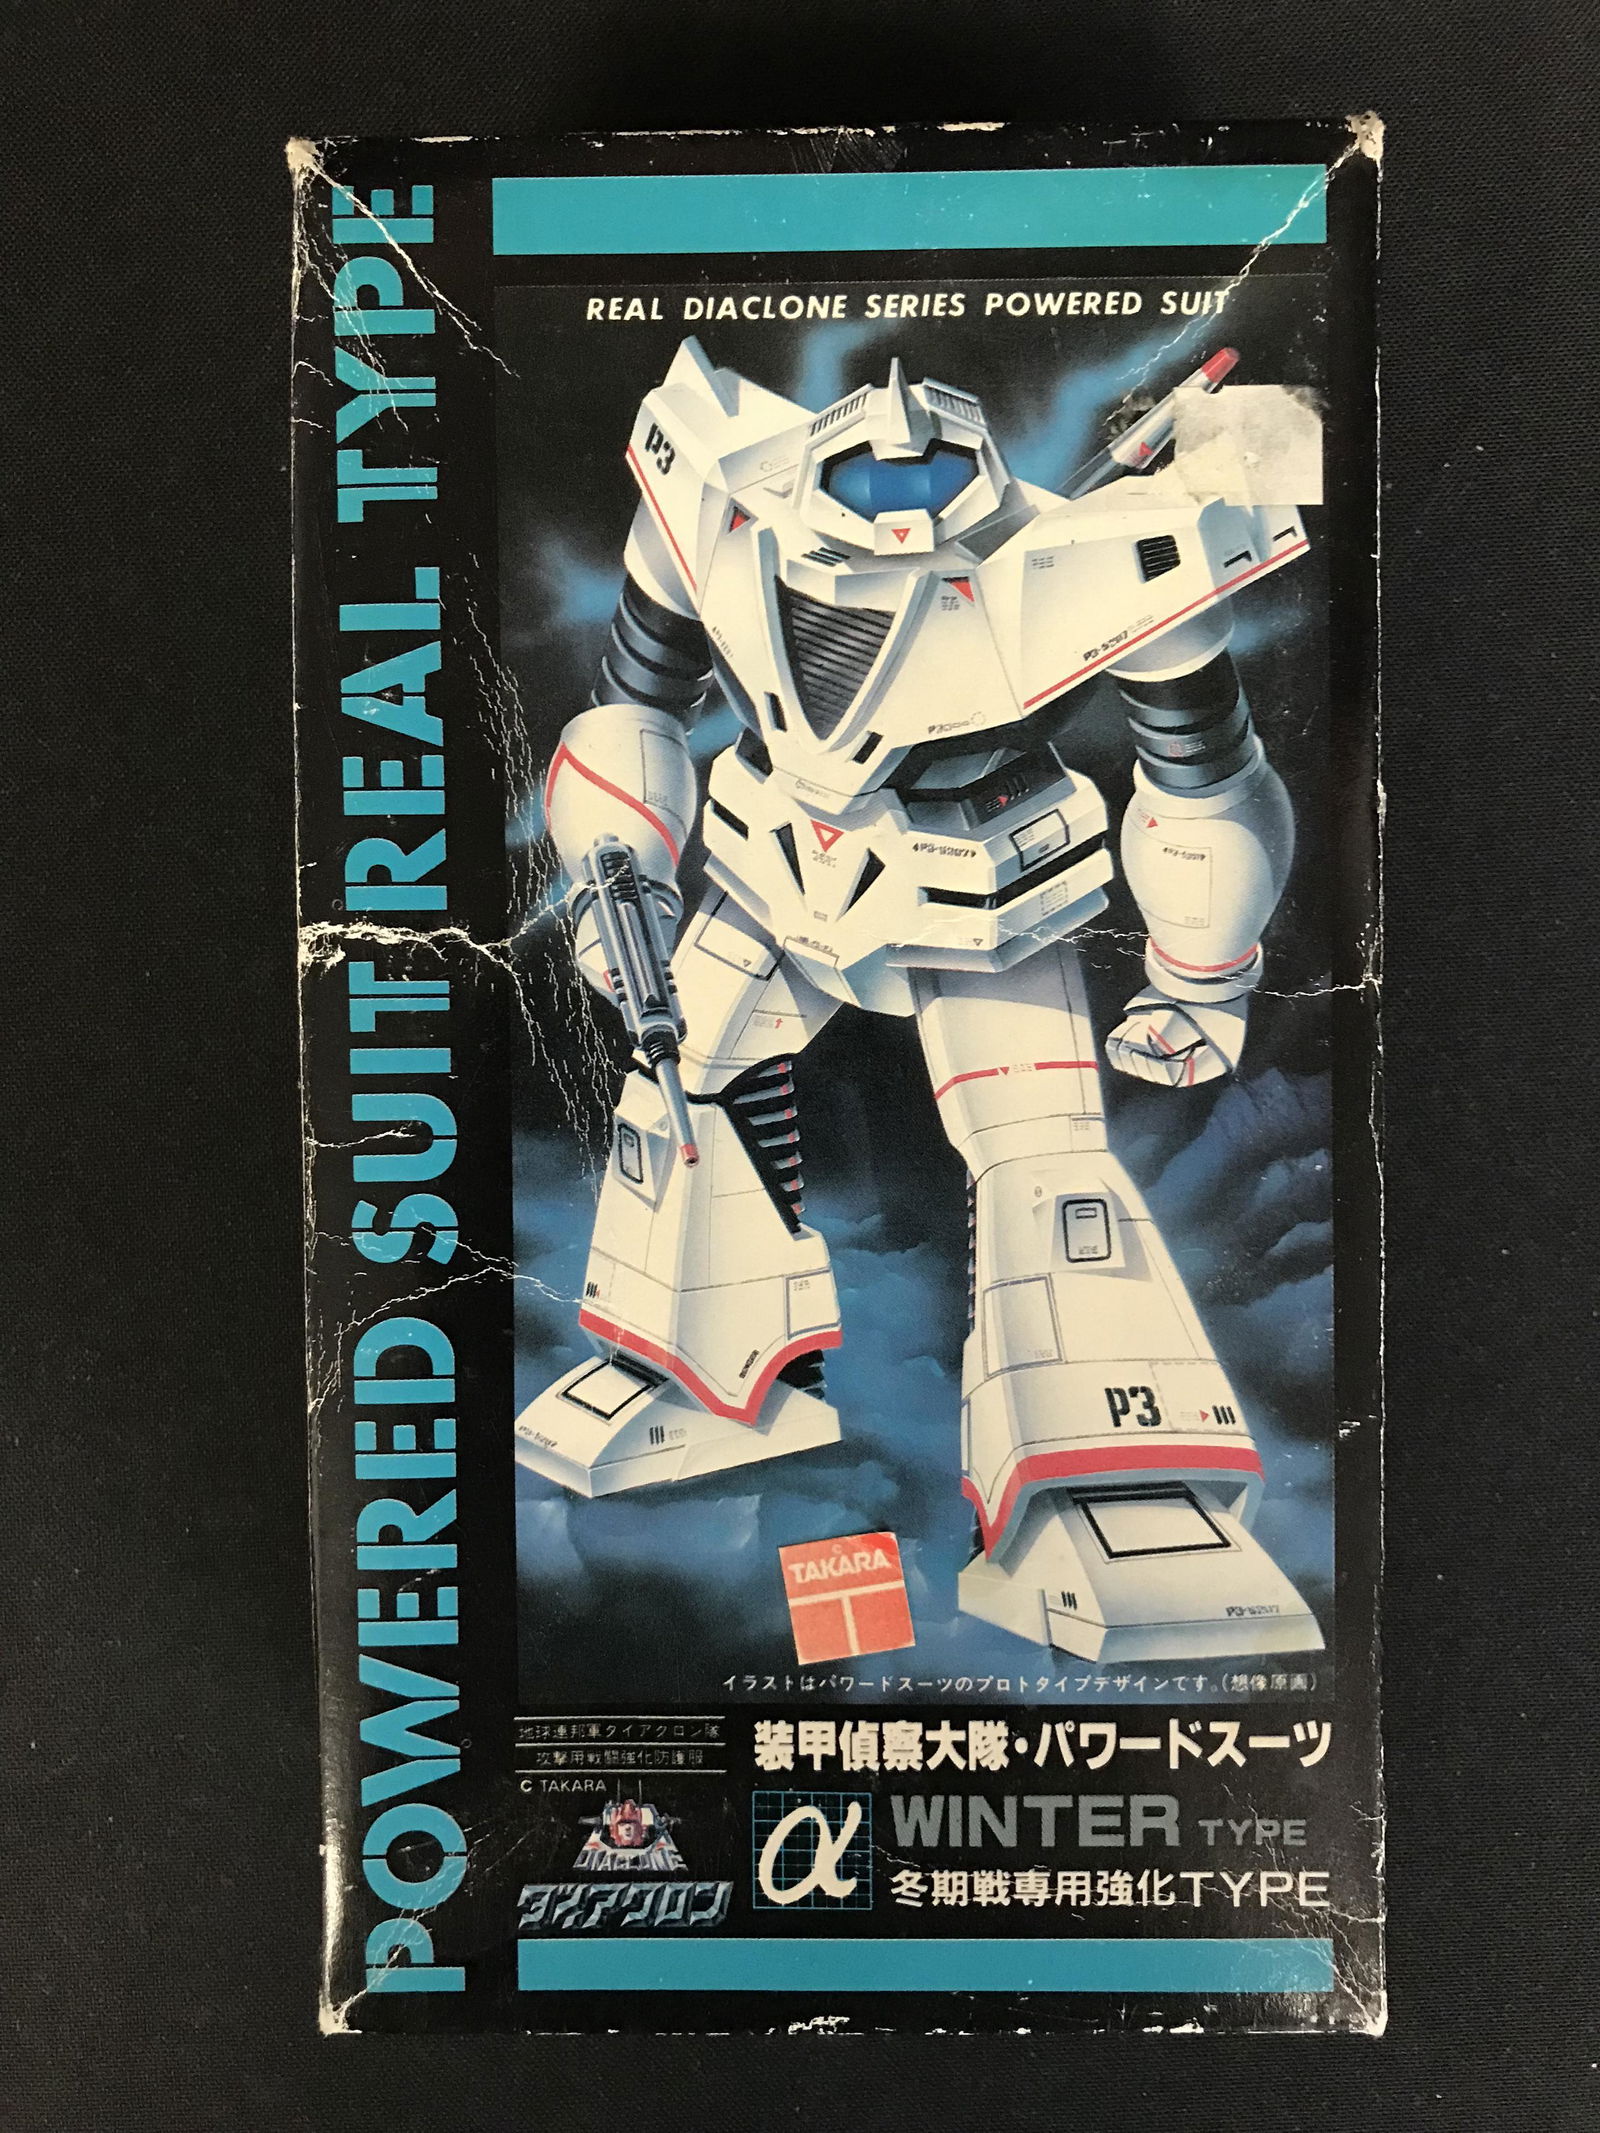 POWERED SUIT REAL TYPE
REAL DIACLONE SERIES POWERED SUIT
P3
P3-5207
◀P3-5207▶
P3
TAKARA
イラストはパワードスーツのプロトタイプデザインです。(想像原画)
地球連邦軍ダイアクロン隊
攻撃用戦闘強化防護服
C TAKARA
DIACLONE
ダイアクロン
装甲偵察大隊・パワードスーツ
α WINTER TYPE
冬期戦専用強化TYPE